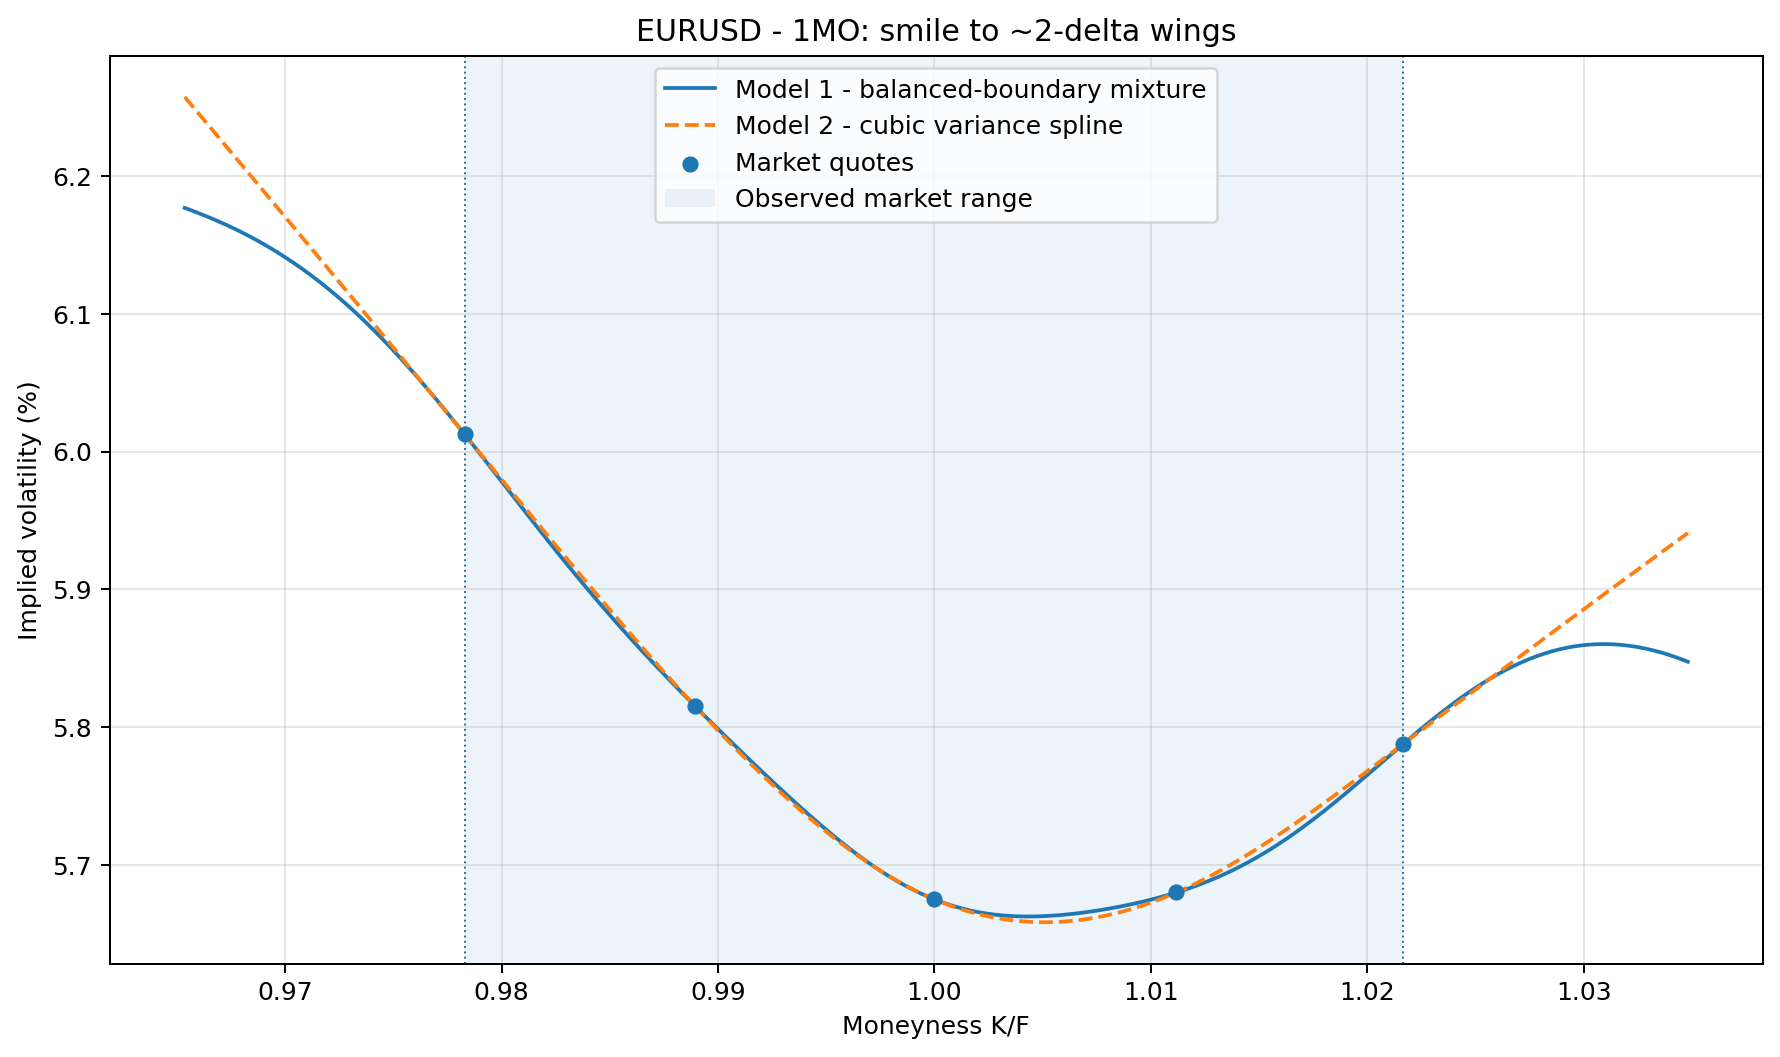 EURUSD - 1MO: smile to ~2-delta wings
Model 1 - balanced-boundary mixture
Model 2 - cubic variance spline
Market quotes
Observed market range
Implied volatility (%)
6.2
6.1
6.0
5.9
5.8
5.7
0.97 0.98 0.99 1.00 1.01 1.02 1.03
Moneyness K/F